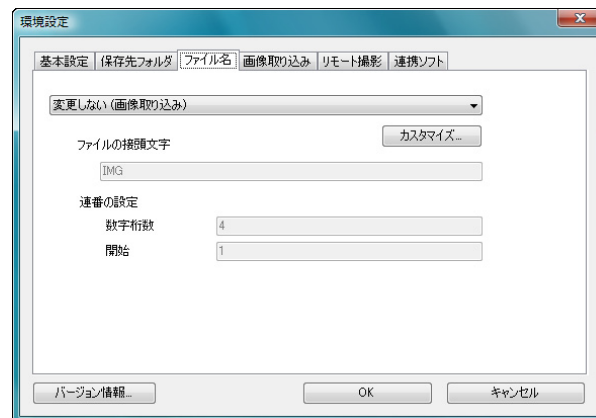 環境設定
基本設定 保存先フォルダ ファイル名 画像取り込み リモート撮影 連携ソフト
変更しない (画像取り込み)
カスタマイズ...
ファイルの接頭文字
IMG
連番の設定
数字桁数 4
開始 1
バージョン情報... OK キャンセル